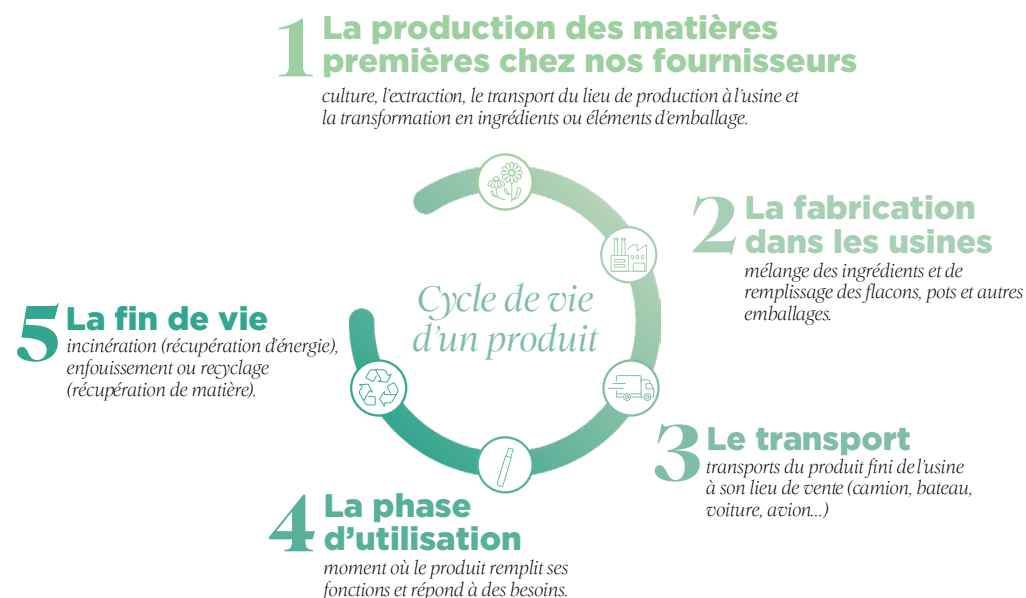 1
La production des matières
premières chez nos fournisseurs
culture, l'extraction, le transport du lieu de production à l'usine et
la transformation en ingrédients ou éléments d'emballage.
2
La fabrication
dans les usines
mélange des ingrédients et de
remplissage des flacons, pots et autres
emballages.
Cycle de vie
d'un produit
3
Le transport
transports du produit fini de l'usine
à son lieu de vente (camion, bateau,
voiture, avion...)
4
La phase
d'utilisation
moment où le produit remplit ses
fonctions et répond à des besoins.
5
La fin de vie
incinération (récupération d'énergie),
enfouissement ou recyclage
(récupération de matière).